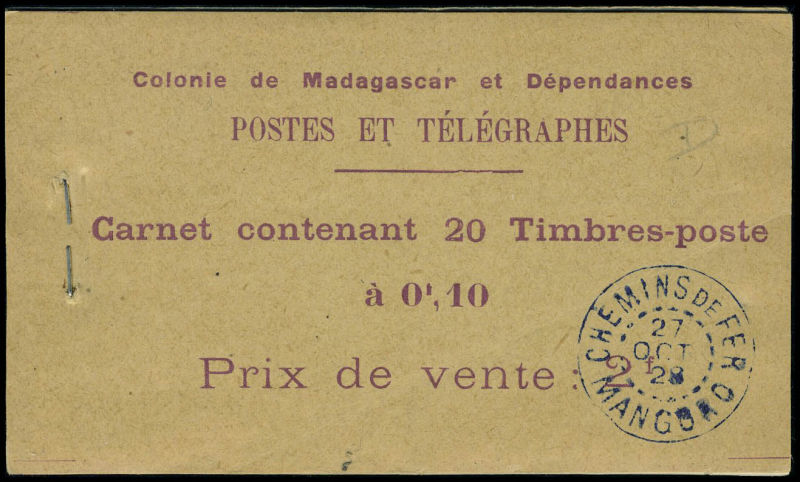 Colonie de Madagascar et Dépendances
POSTES ET TÉLÉGRAPHES
Carnet contenant 20 Timbres-poste
à 0f,10
Prix de vente : 2f
CHEMINS DE FER
27
OCT
28